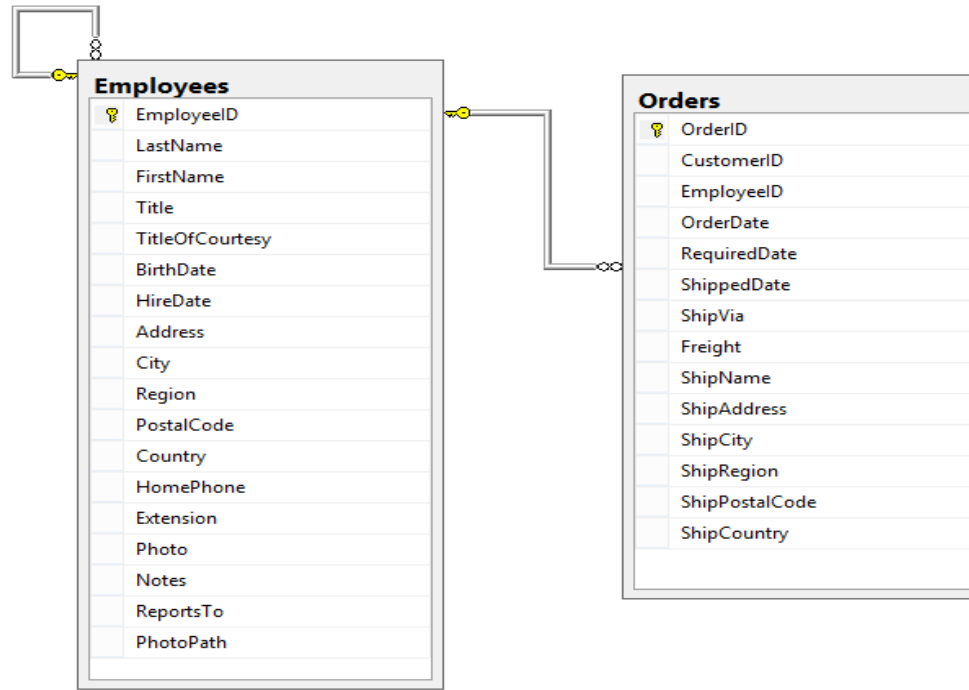 Employees
EmployeeID
LastName
FirstName
Title
TitleOfCourtesy
BirthDate
HireDate
Address
City
Region
PostalCode
Country
HomePhone
Extension
Photo
Notes
ReportsTo
PhotoPath
Orders
OrderID
CustomerID
EmployeeID
OrderDate
RequiredDate
ShippedDate
ShipVia
Freight
ShipName
ShipAddress
ShipCity
ShipRegion
ShipPostalCode
ShipCountry